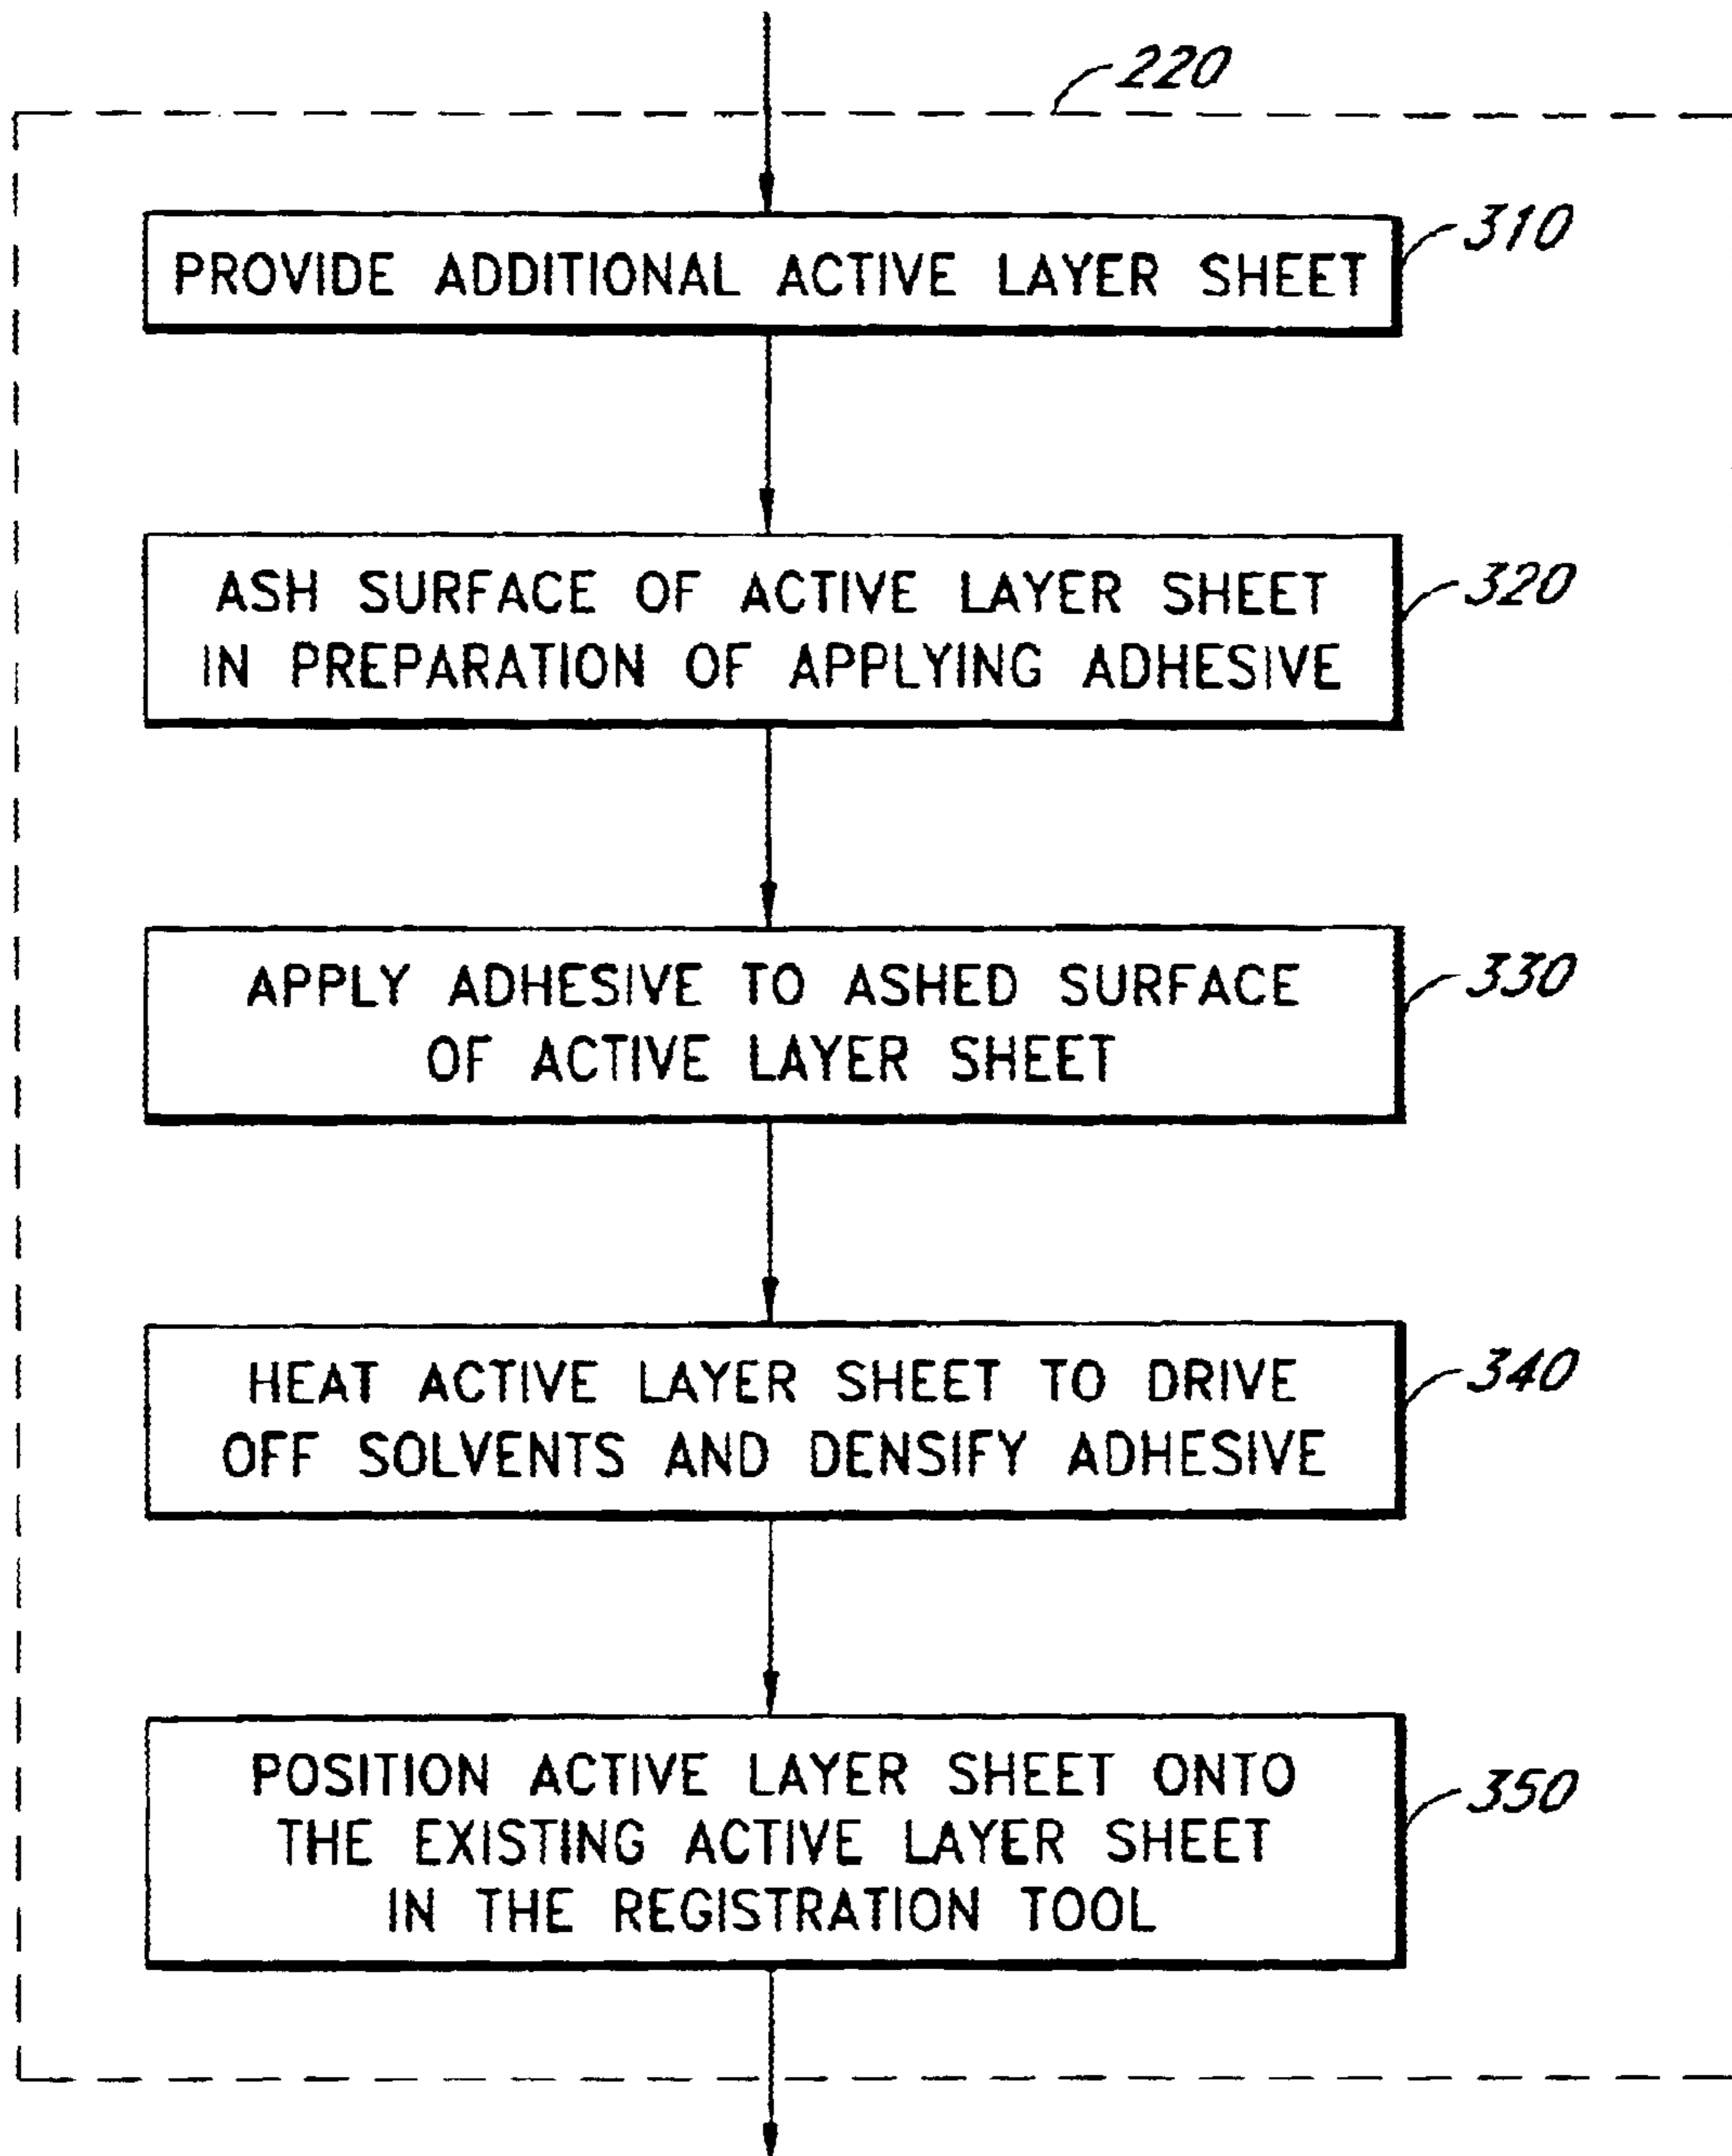 220
PROVIDE ADDITIONAL ACTIVE LAYER SHEET
310
ASH SURFACE OF ACTIVE LAYER SHEET
IN PREPARATION OF APPLYING ADHESIVE
320
APPLY ADHESIVE TO ASHED SURFACE
OF ACTIVE LAYER SHEET
330
HEAT ACTIVE LAYER SHEET TO DRIVE
OFF SOLVENTS AND DENSIFY ADHESIVE
340
POSITION ACTIVE LAYER SHEET ONTO
THE EXISTING ACTIVE LAYER SHEET
IN THE REGISTRATION TOOL
350